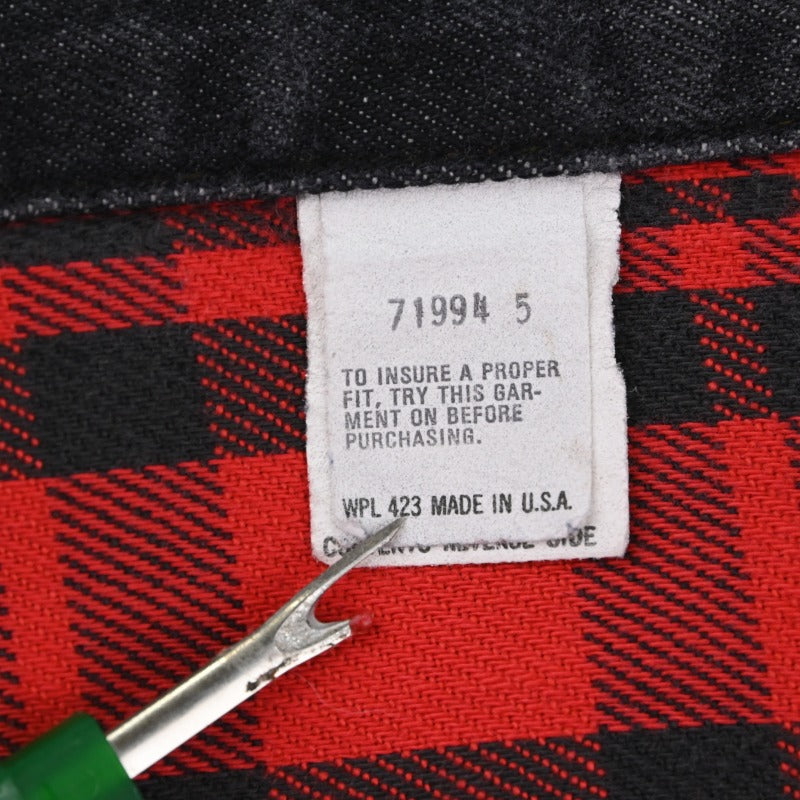 71994 5
TO INSURE A PROPER
FIT, TRY THIS GAR-
MENT ON BEFORE
PURCHASING.
WPL 423 MADE IN U.S.A.